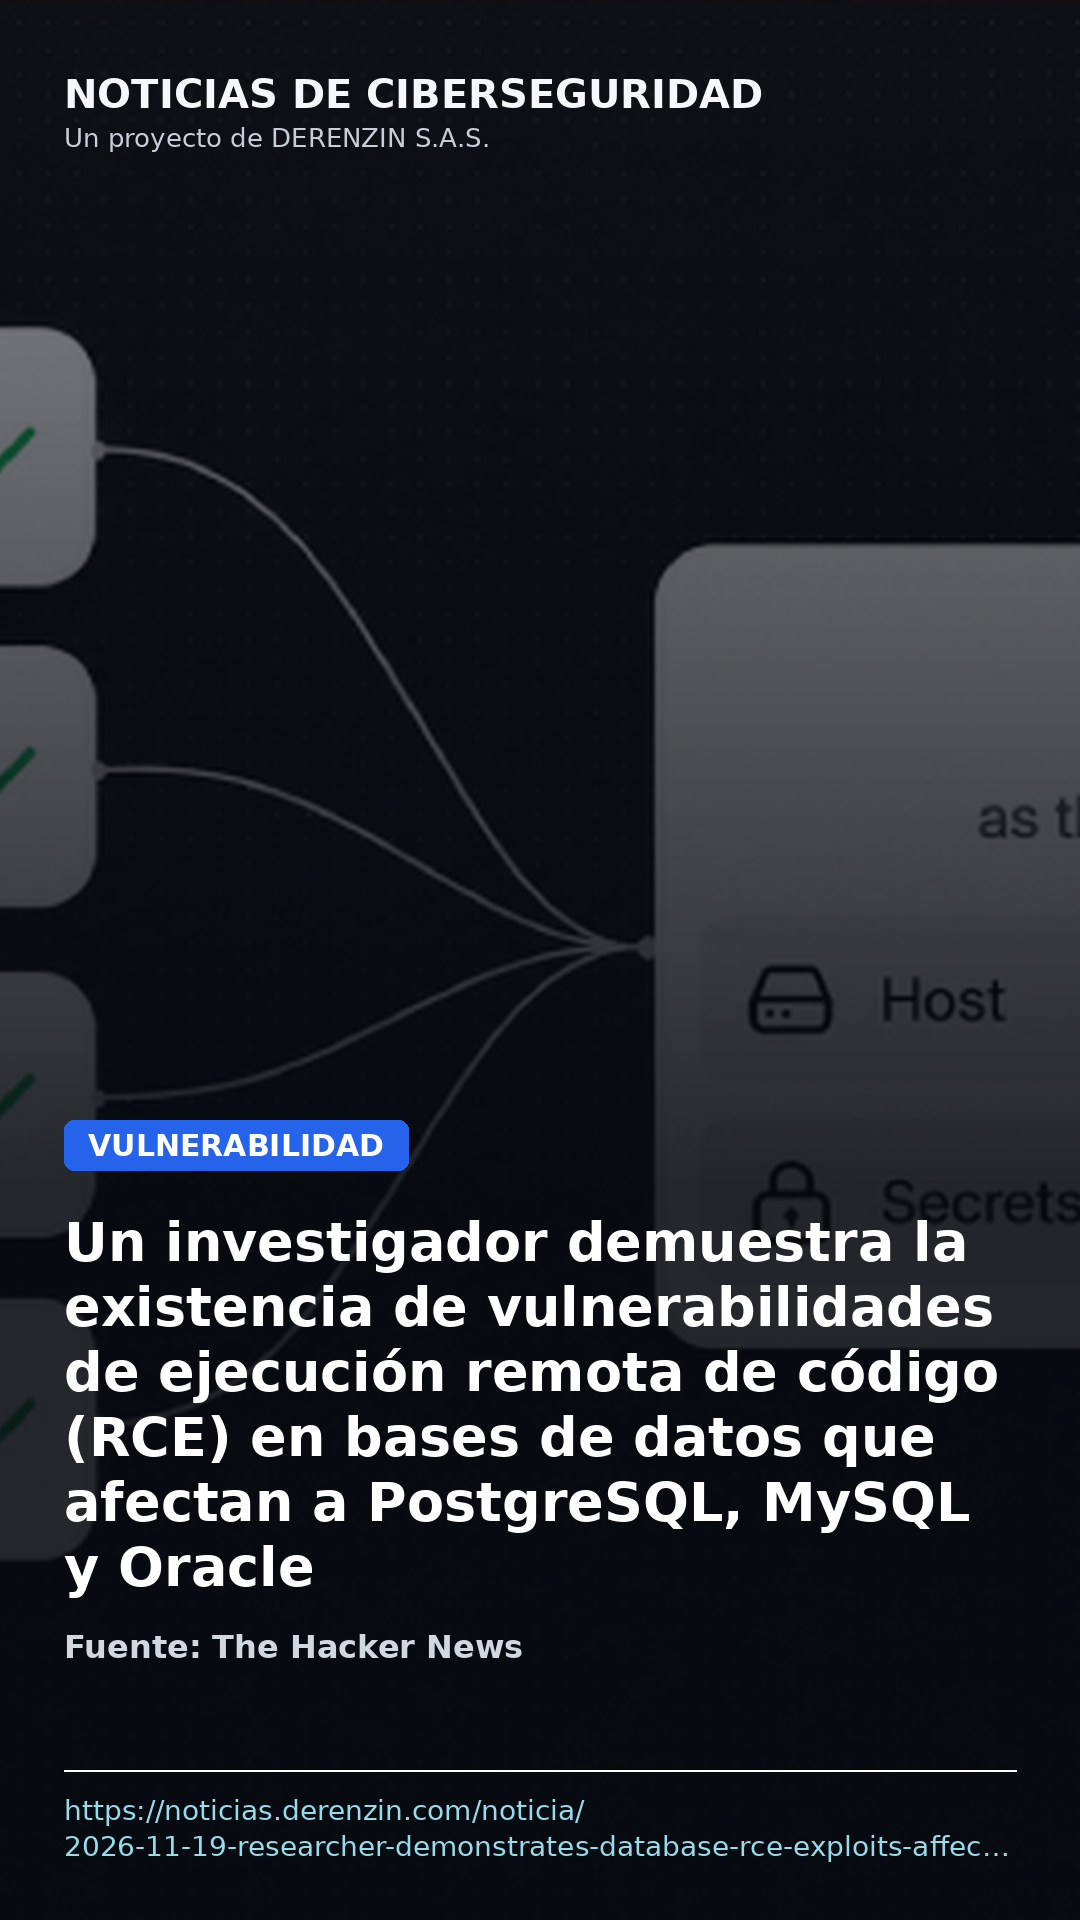 NOTICIAS DE CIBERSEGURIDAD
Un proyecto de DERENZIN S.A.S.
as
Host
Secrets
VULNERABILIDAD
Un investigador demuestra la
existencia de vulnerabilidades
de ejecución remota de código
(RCE) en bases de datos que
afectan a PostgreSQL, MySQL
y Oracle
Fuente: The Hacker News
https://noticias.derenzin.com/noticia/
2026-11-19-researcher-demonstrates-database-rce-exploits-affec...